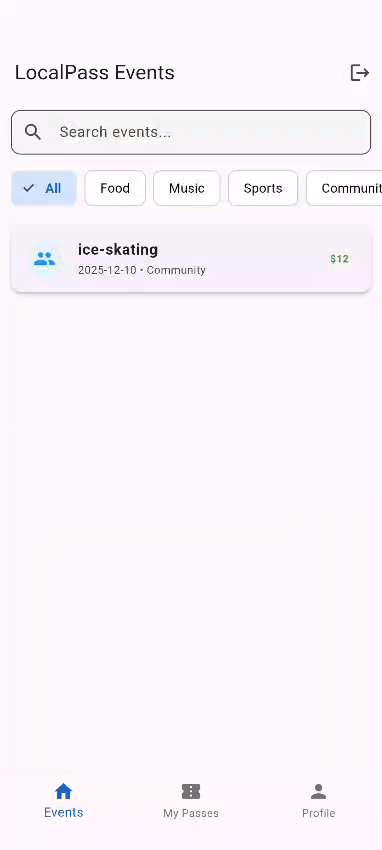 LocalPass Events
Search events...
All Food Music Sports Communit
ice-skating
2025-12-10 • Community
$12
Events My Passes Profile